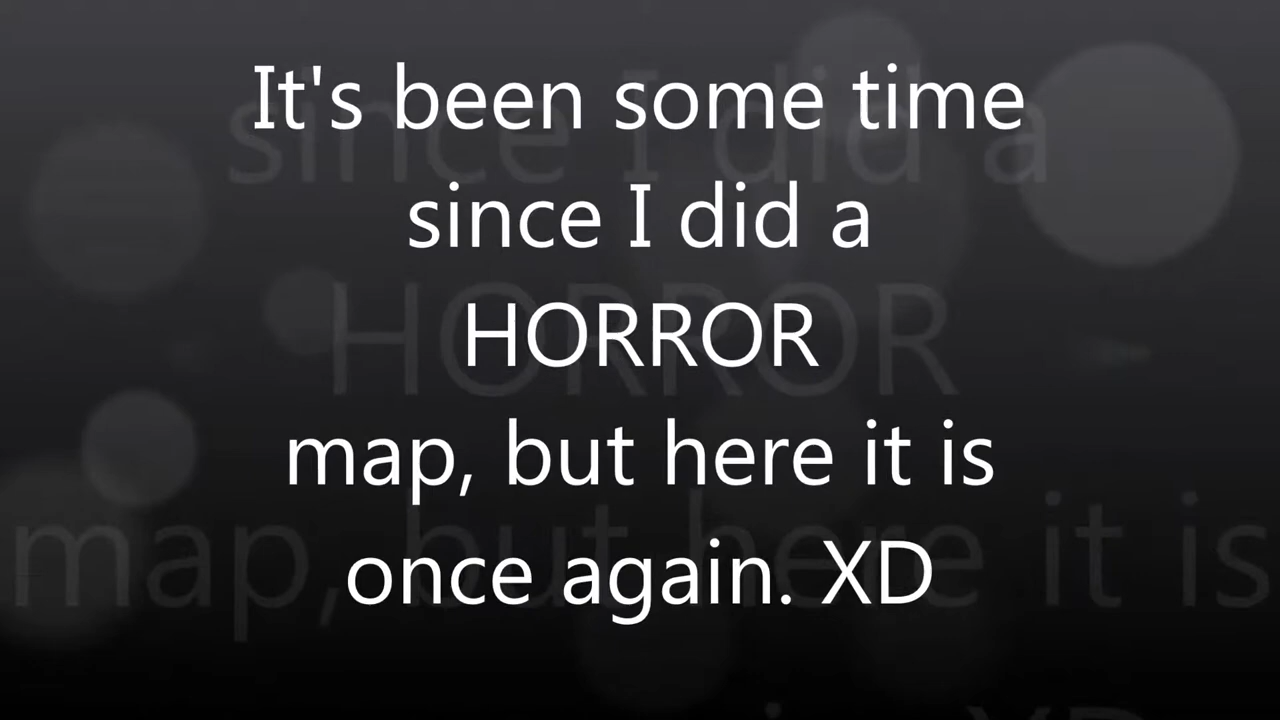 It's been some time
since I did a
HORROR
map, but here it is
once again. XD